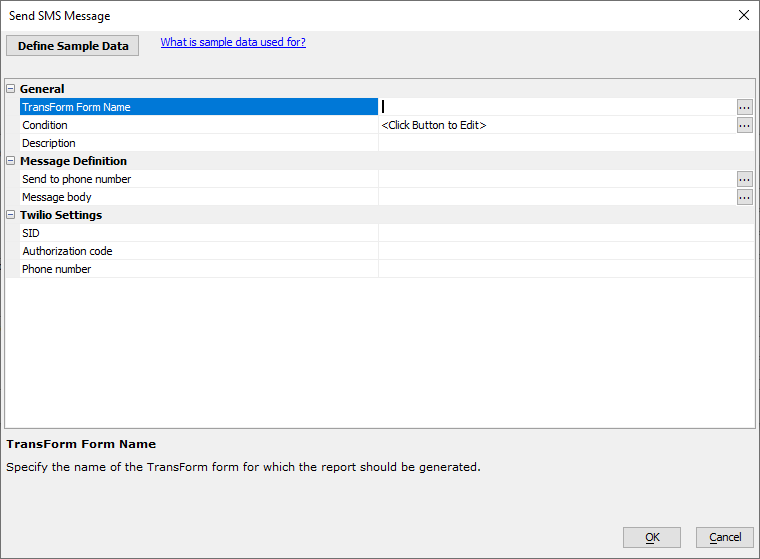 Send SMS Message
Define Sample Data
What is sample data used for?
General
TransForm Form Name
...
Condition
<Click Button to Edit>
...
Description
Message Definition
Send to phone number
...
Message body
...
Twilio Settings
SID
Authorization code
Phone number
TransForm Form Name
Specify the name of the TransForm form for which the report should be generated.
OK
Cancel